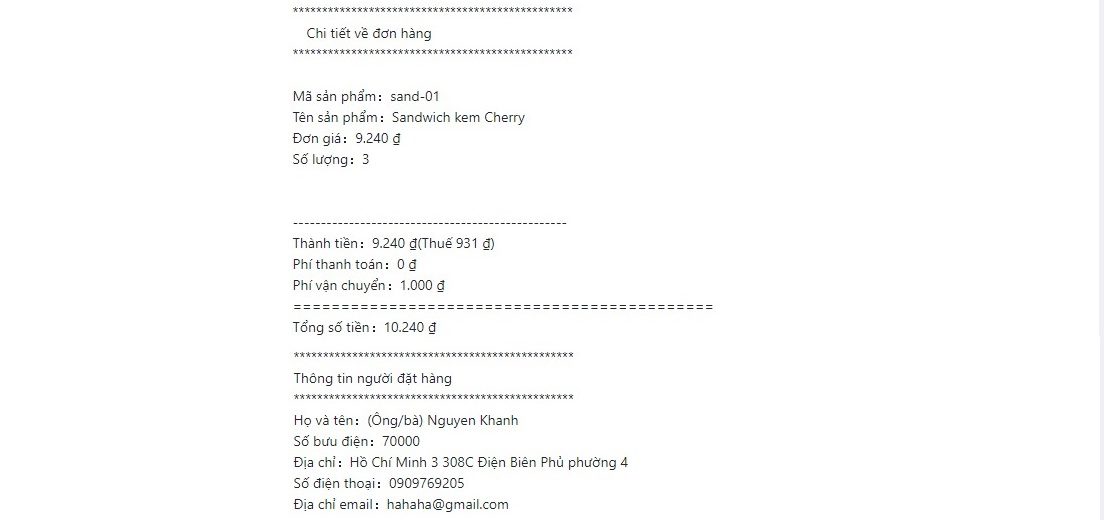 ************************************************
Chi tiết về đơn hàng
************************************************
Mã sản phẩm：sand-01
Tên sản phẩm：Sandwich kem Cherry
Đơn giá：9.240 ₫
Số lượng：3
-------------------------------------------------
Thành tiền：9.240 ₫(Thuế 931 ₫)
Phí thanh toán：0 ₫
Phí vận chuyển：1.000 ₫
============================================
Tổng số tiền：10.240 ₫
************************************************
Thông tin người đặt hàng
************************************************
Họ và tên：(Ông/bà) Nguyen Khanh
Số bưu điện：70000
Địa chỉ：Hồ Chí Minh 3 308C Điện Biên Phủ phường 4
Số điện thoại：0909769205
Địa chỉ email：hahaha@gmail.com